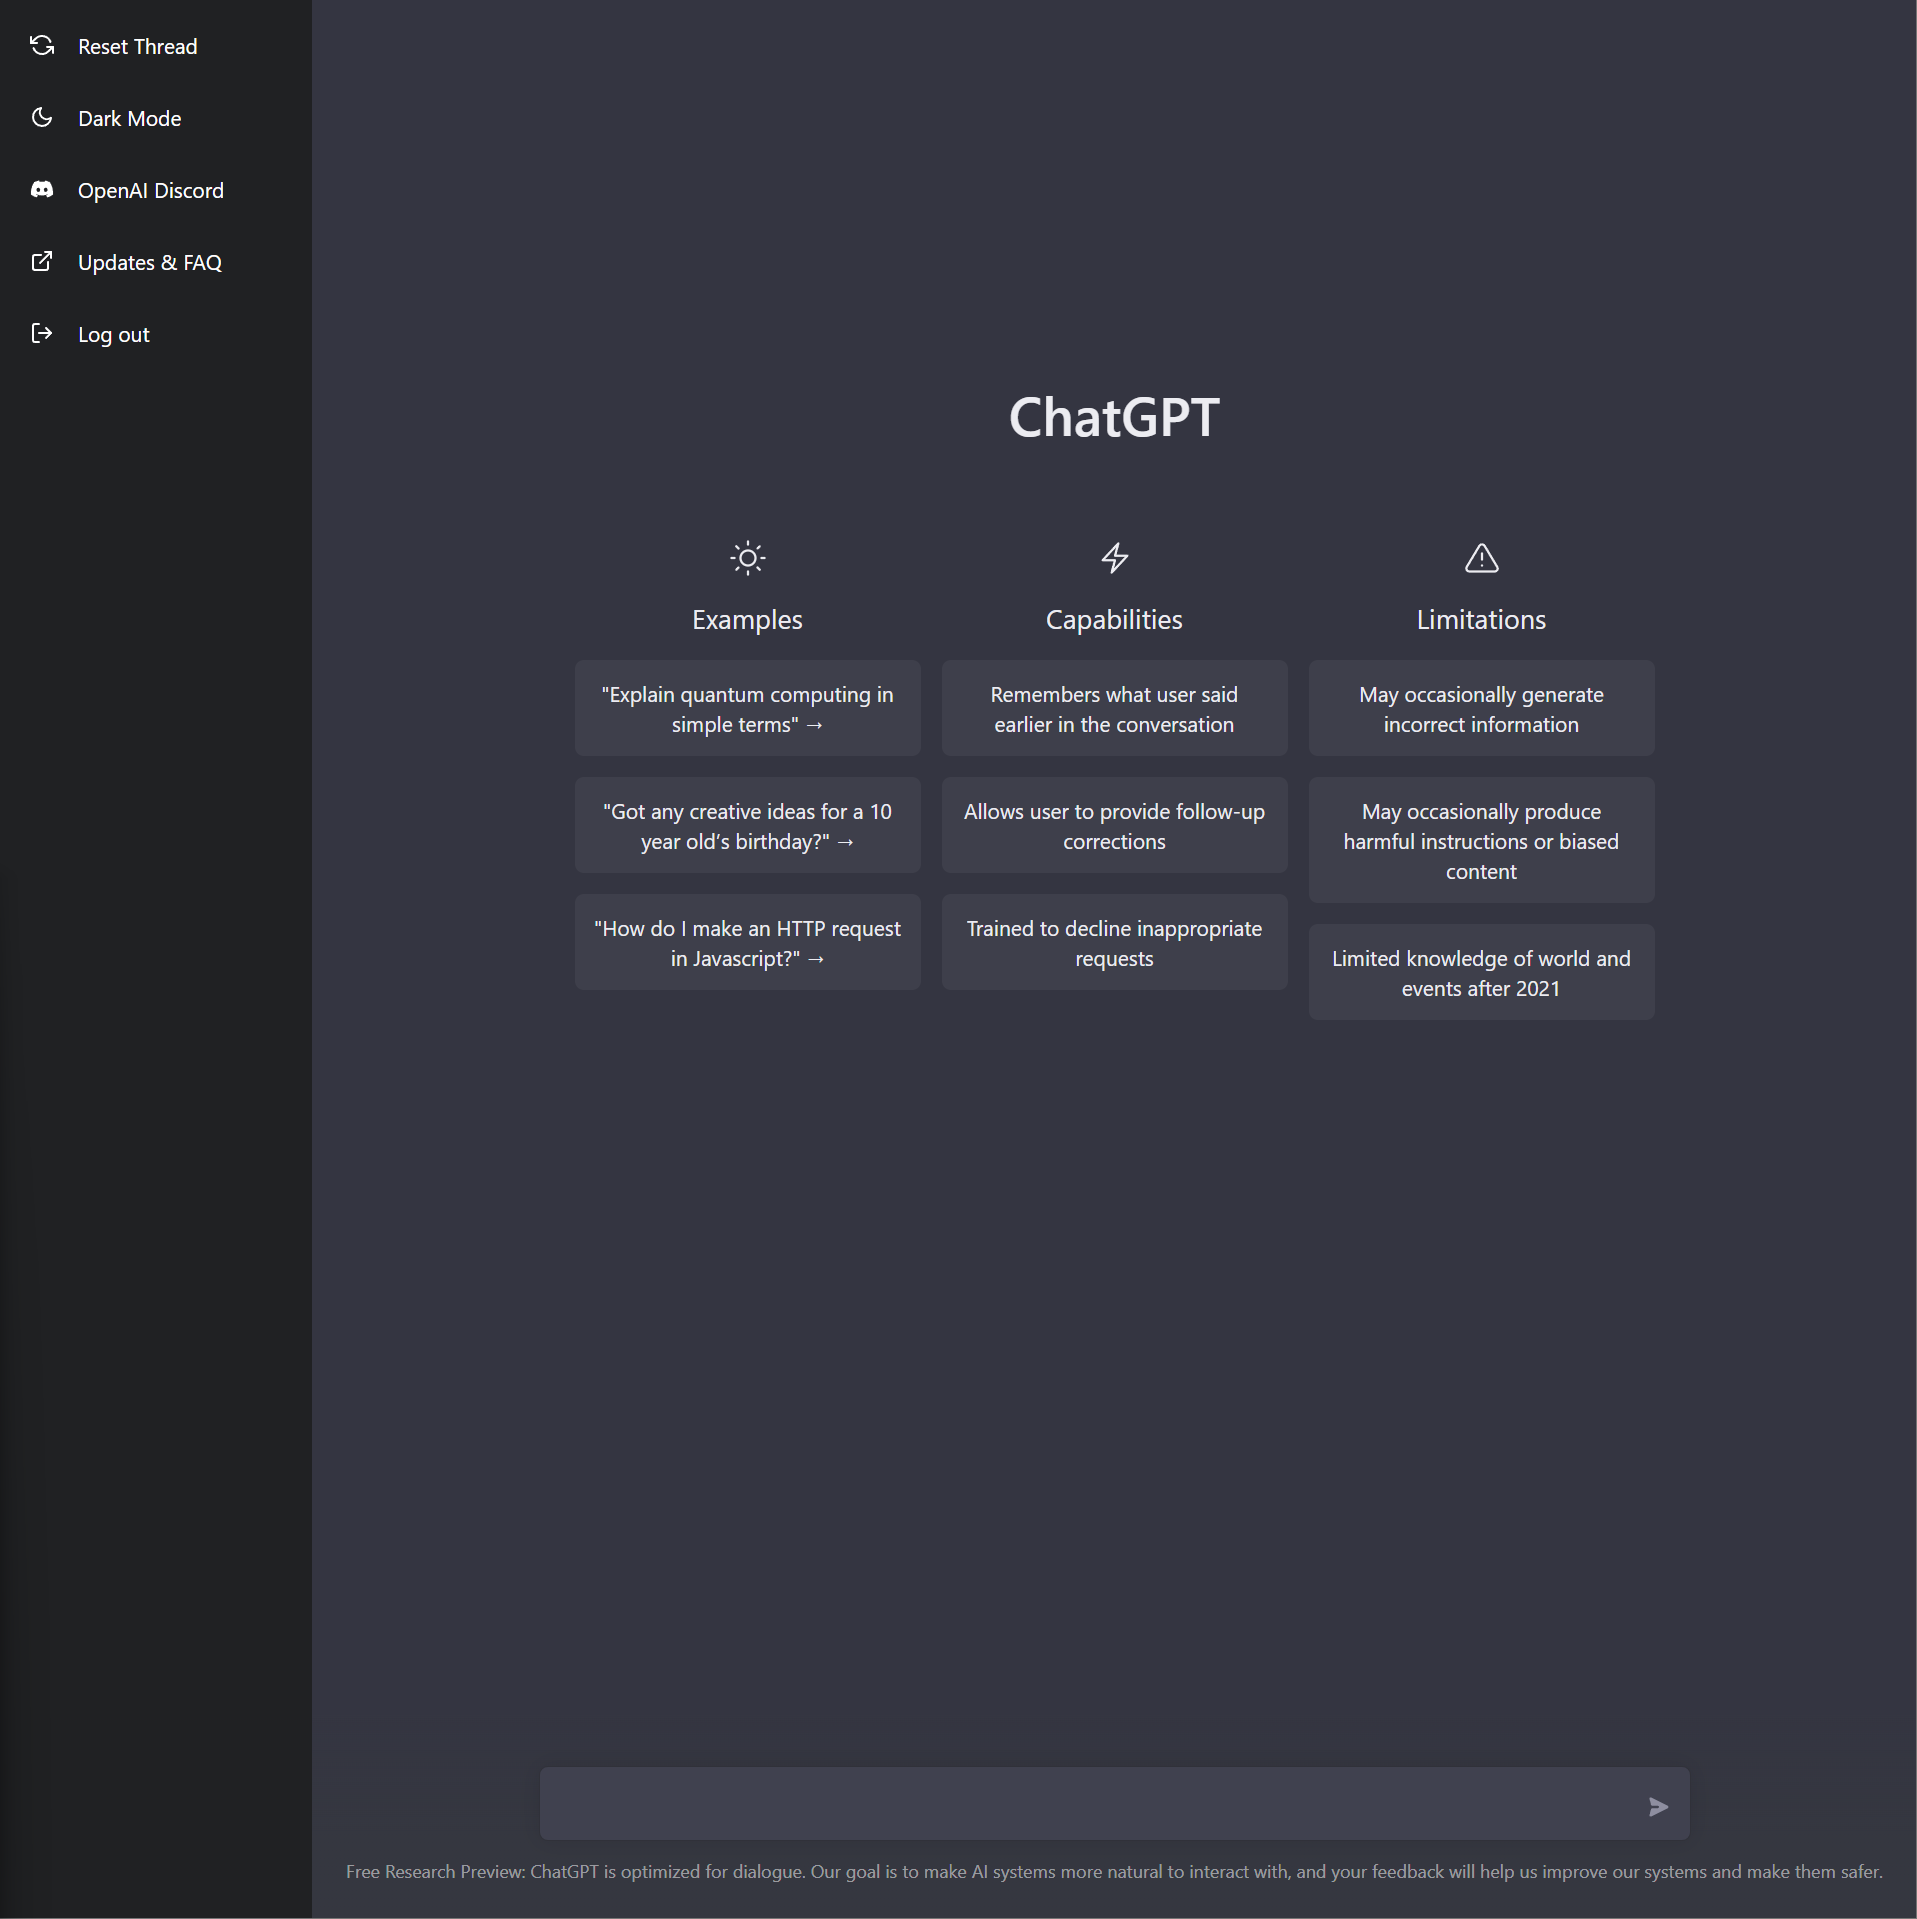 Reset Thread
Dark Mode
OpenAI Discord
Updates & FAQ
Log out
ChatGPT
Examples
"Explain quantum computing in
simple terms" →
"Got any creative ideas for a 10
year old’s birthday?" →
"How do I make an HTTP request
in Javascript?" →
Capabilities
Remembers what user said
earlier in the conversation
Allows user to provide follow-up
corrections
Trained to decline inappropriate
requests
Limitations
May occasionally generate
incorrect information
May occasionally produce
harmful instructions or biased
content
Limited knowledge of world and
events after 2021
Free Research Preview: ChatGPT is optimized for dialogue. Our goal is to make AI systems more natural to interact with, and your feedback will help us improve our systems and make them safer.